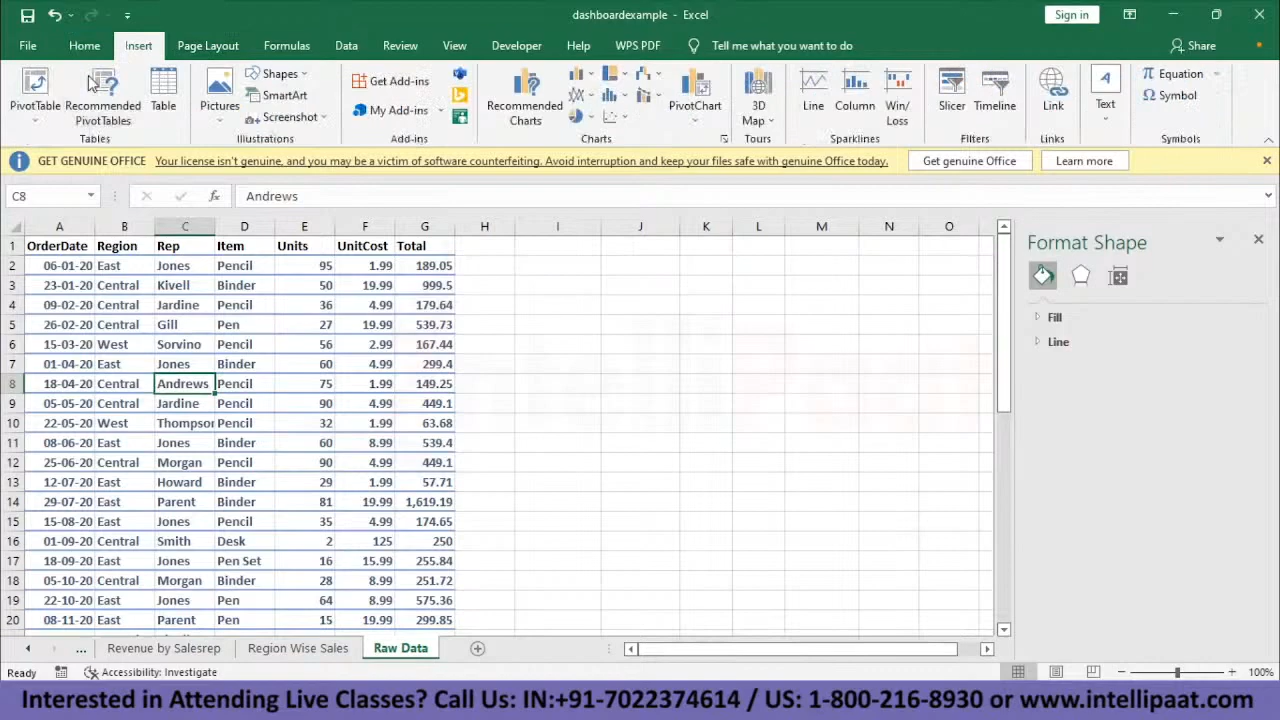 dashboardexample - Excel
Sign in
File Home Insert Page Layout Formulas Data Review View Developer Help WPS PDF Tell me what you want to do Share
PivotTable Recommended PivotTables Table
Tables
Pictures Shapes SmartArt Screenshot
Illustrations
Get Add-ins My Add-ins
Add-ins
Recommended Charts PivotChart
Charts
3D Map
Tours
Line Column Win/Loss
Sparklines
Slicer Timeline
Filters
Link
Links
Text
Equation Symbol
Symbols
GET GENUINE OFFICE Your license isn't genuine, and you may be a victim of software counterfeiting. Avoid interruption and keep your files safe with genuine Office today. Get genuine Office Learn more
C8 fx Andrews
A B C D E F G H I J K L M N O
1 OrderDate Region Rep Item Units UnitCost Total
2 06-01-20 East Jones Pencil 95 1.99 189.05
3 23-01-20 Central Kivell Binder 50 19.99 999.5
4 09-02-20 Central Jardine Pencil 36 4.99 179.64
5 26-02-20 Central Gill Pen 27 19.99 539.73
6 15-03-20 West Sorvino Pencil 56 2.99 167.44
7 01-04-20 East Jones Binder 60 4.99 299.4
8 18-04-20 Central Andrews Pencil 75 1.99 149.25
9 05-05-20 Central Jardine Pencil 90 4.99 449.1
10 22-05-20 West Thompson Pencil 32 1.99 63.68
11 08-06-20 East Jones Binder 60 8.99 539.4
12 25-06-20 Central Morgan Pencil 90 4.99 449.1
13 12-07-20 East Howard Binder 29 1.99 57.71
14 29-07-20 East Parent Binder 81 19.99 1,619.19
15 15-08-20 East Jones Pencil 35 4.99 174.65
16 01-09-20 Central Smith Desk 2 125 250
17 18-09-20 East Jones Pen Set 16 15.99 255.84
18 05-10-20 Central Morgan Binder 28 8.99 251.72
19 22-10-20 East Jones Pen 64 8.99 575.36
20 08-11-20 East Parent Pen 15 19.99 299.85
Format Shape
Fill
Line
... Revenue by Salesrep Region Wise Sales Raw Data
Ready Accessibility: Investigate 100%
Interested in Attending Live Classes? Call Us: IN:+91-7022374614 / US: 1-800-216-8930 or www.intellipaat.com